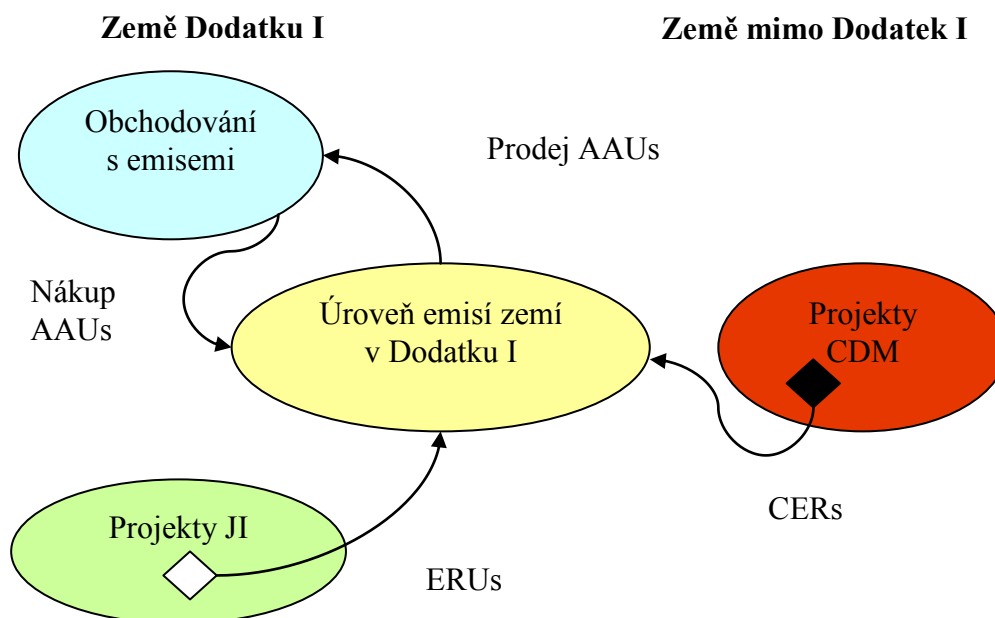 Země Dodatku I
Země mimo Dodatek I
Obchodování
s emisemi
Prodej AAUs
Nákup
AAUs
Úroveň emisí zemí
v Dodatku I
Projekty
CDM
CERs
Projekty JI
ERUs